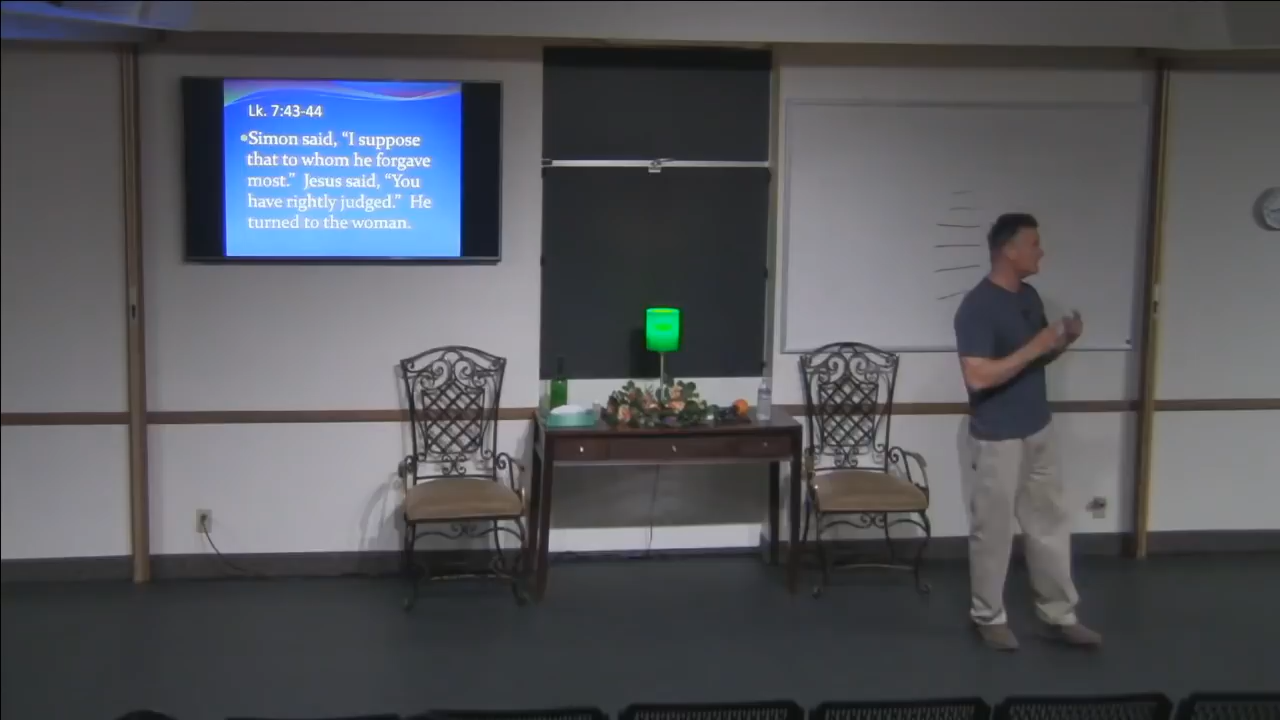 Lk. 7:43-44
•Simon said, “I suppose
that to whom he forgave
most.”  Jesus said, “You
have rightly judged.”  He
turned to the woman.